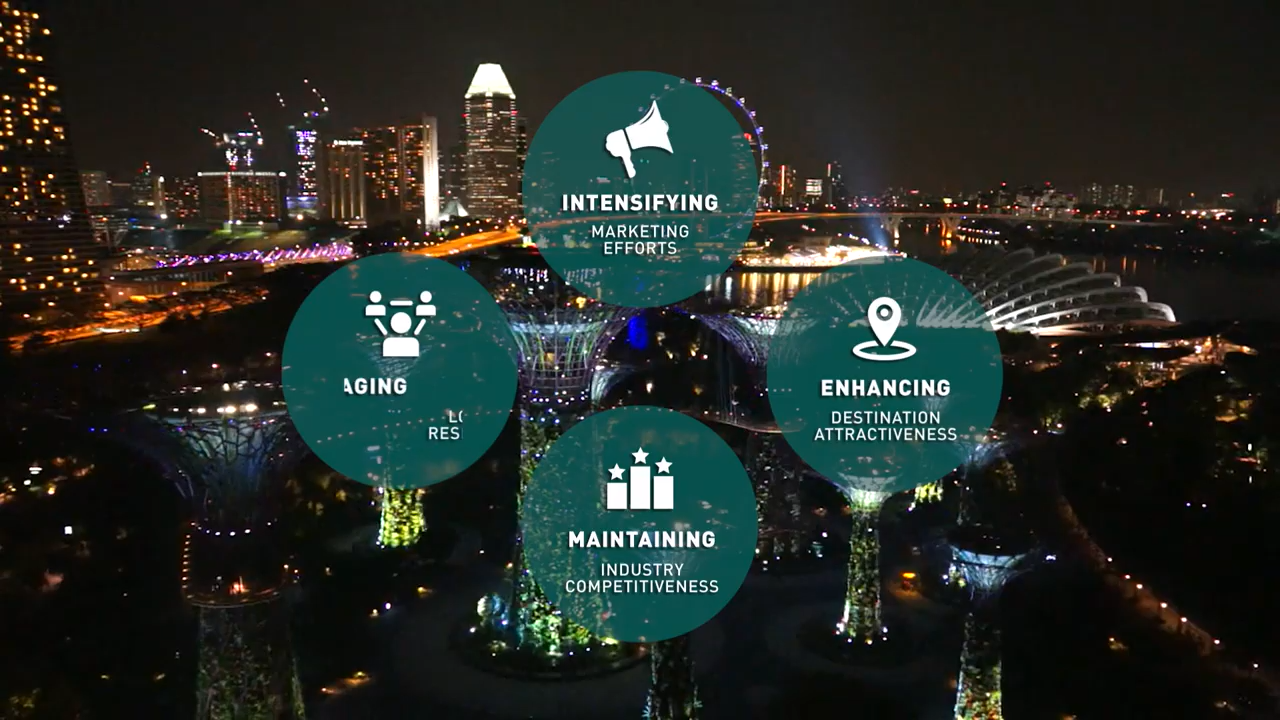 INTENSIFYING
MARKETING
EFFORTS
AGING
ENHANCING
DESTINATION
ATTRACTIVENESS
MAINTAINING
INDUSTRY
COMPETITIVENESS